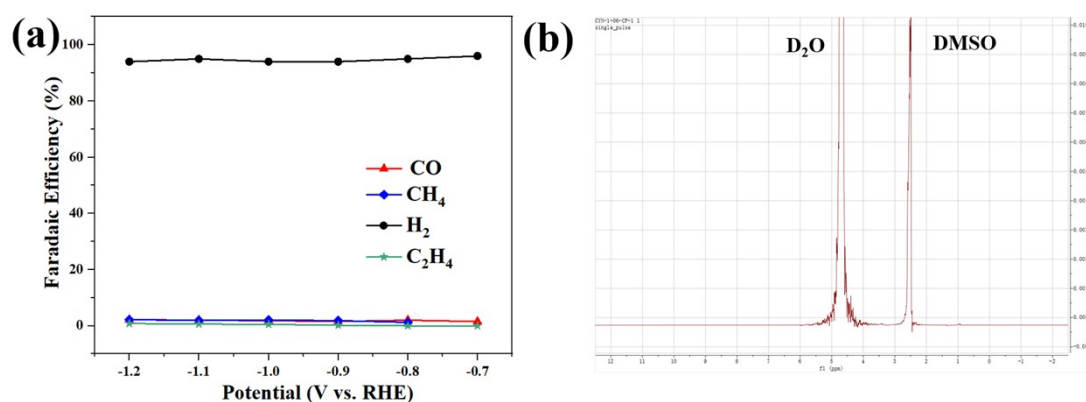 (a)
100
80
60
40
20
0
Faradaic Efficiency (%)
CO
CH₄
H₂
C₂H₄
-1.2 -1.1 -1.0 -0.9 -0.8 -0.7
Potential (V vs. RHE)
(b)
single_pulse
D₂O
DMSO
12 11 10 9 8 7 6 5 4 3 2 1 0 -1 -2
f1 (ppm)